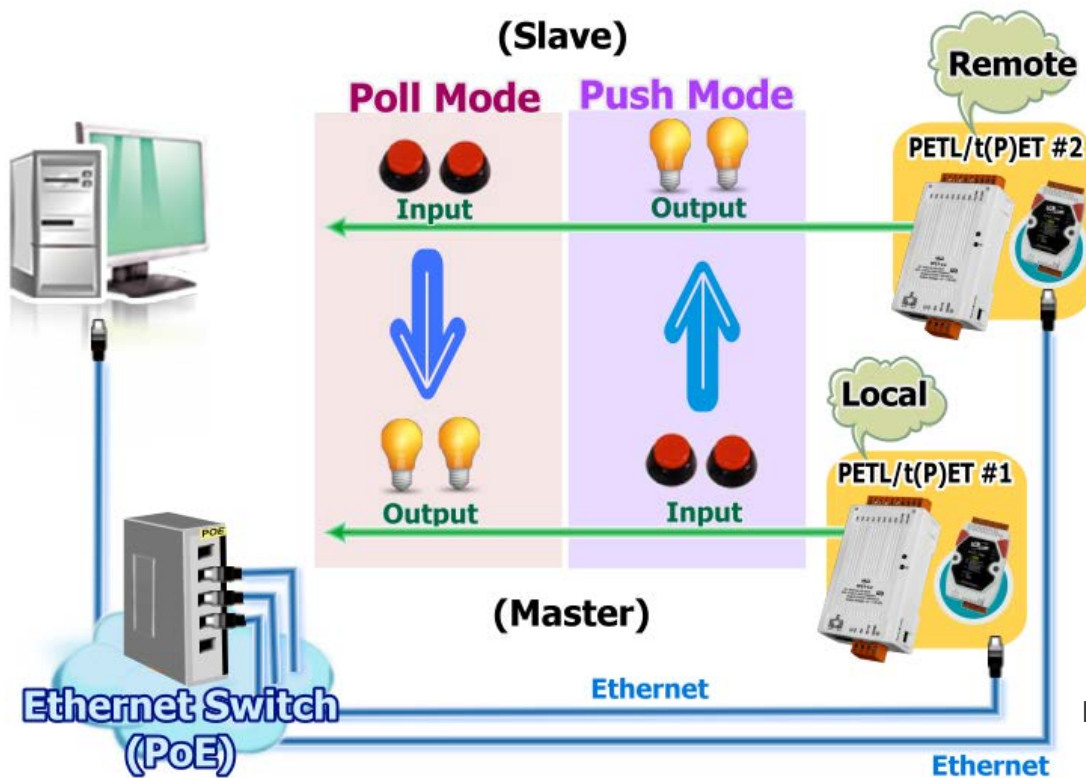 (Slave)
Poll Mode
Push Mode
Remote
PETL/t(P)ET #2
Input
Output
Local
PETL/t(P)ET #1
Output
Input
POE
(Master)
Ethernet Switch
(PoE)
Ethernet
Ethernet